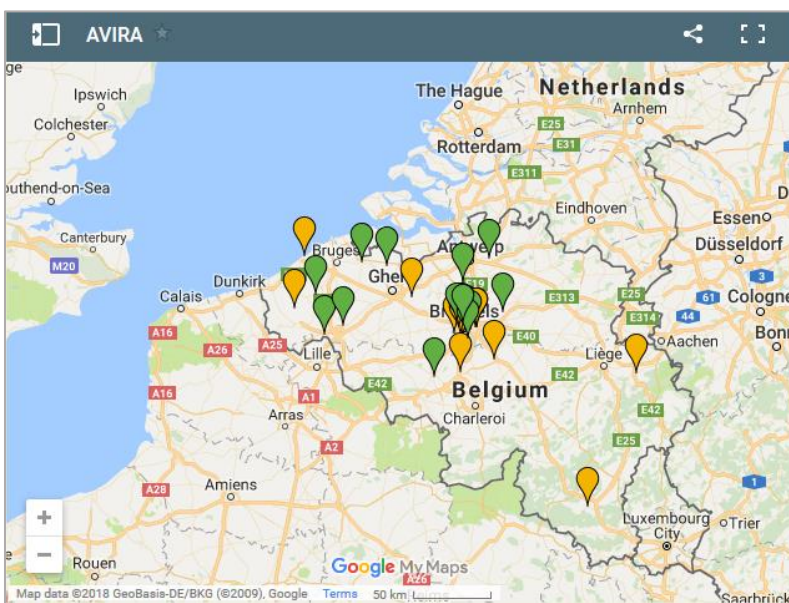 AVIRA
ge
Ipswich
Colchester
outhend-on-Sea
Canterbury
M20
The Hague
Netherlands
Arnhem
E25
E31
Rotterdam
E311
Eindhoven
Essen
D
Düsseldorf
Bruges
Antwerp
Dunkirk
Calais
Ghen
E19
E313
E25
3
61
Cologne
A16
A26
A25
Brussels
E314
44
Bonn
Lille
E40
Liège
Aachen
E42
A16
A1
Belgium
E42
E42
Charleroi
Arras
A2
E25
A28
Amiens
1
Luxembourg
City
Trier
Rouen
Google My Maps
A26
Reims
Saarbrück
Map data ©2018 GeoBasis-DE/BKG (©2009), Google Terms 50 km